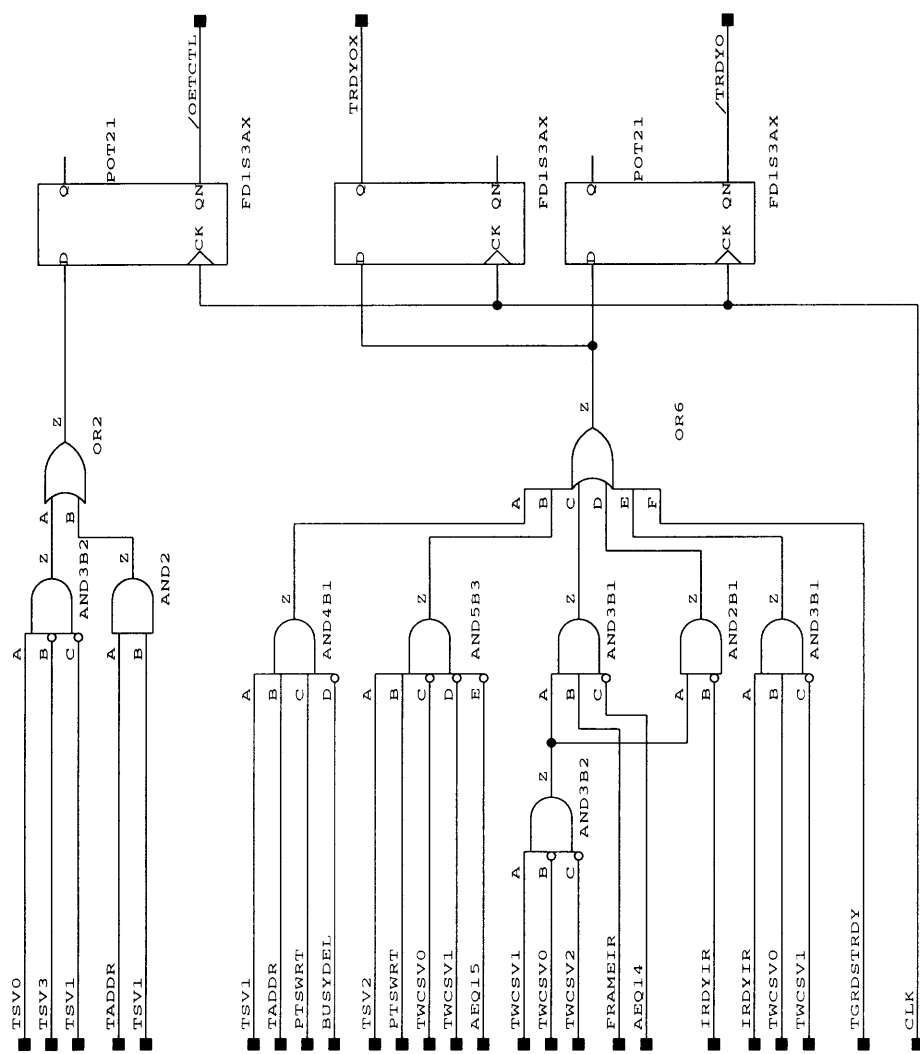 /OETCTL
TRDYOX
/TRDYO
POT21
FD1S3AX
FD1S3AX
POT21
FD1S3AX
Q
QN
Q
QN
Q
QN
D
CK
D
CK
D
CK
Z
OR2
Z
OR6
A
B
A
B
C
D
E
F
Z
AND3B2
Z
AND2
Z
AND4B1
Z
AND5B3
Z
AND3B1
Z
AND2B1
Z
AND3B1
A
B
C
A
B
A
B
C
D
A
B
C
D
E
A
B
C
A
B
A
B
C
Z
AND3B2
A
B
C
TSV0
TSV3
TSV1
TADDR
TSV1
TSV1
TADDR
PTSWRT
BUSYDEL
TSV2
PTSWRT
TWCSV0
TWCSV1
AEQ15
TWCSV1
TWCSV0
TWCSV2
FRAMEIR
AEQ14
IRDYIR
IRDYIR
TWCSV0
TWCSV1
TGRDSTRDY
CLK